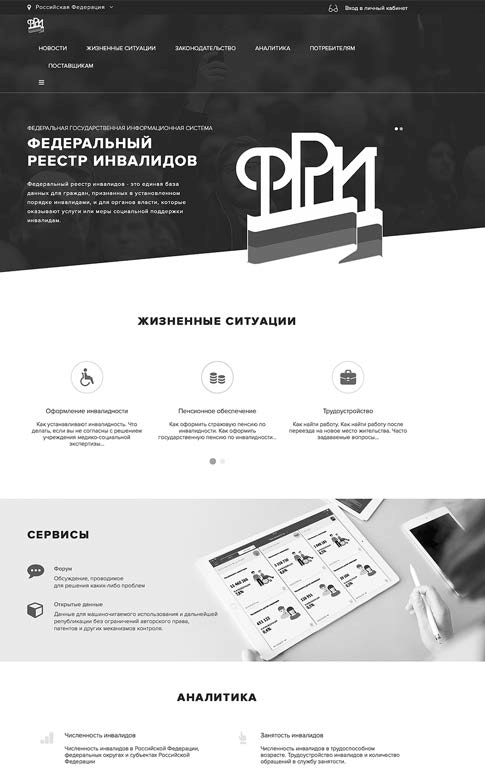 Российская Федерация
Вход в личный кабинет
ФРИ
НОВОСТИ ЖИЗНЕННЫЕ СИТУАЦИИ ЗАКОНОДАТЕЛЬСТВО АНАЛИТИКА ПОТРЕБИТЕЛЯМ
ПОСТАВЩИКАМ
ФЕДЕРАЛЬНАЯ ГОСУДАРСТВЕННАЯ ИНФОРМАЦИОННАЯ СИСТЕМА
ФЕДЕРАЛЬНЫЙ
РЕЕСТР ИНВАЛИДОВ
Федеральный реестр инвалидов - это единая база
данных для граждан, признанных в установленном
порядке инвалидами, и для органов власти, которые
оказывают услуги или меры социальной поддержки
инвалидам.
ФРИ
ЖИЗНЕННЫЕ СИТУАЦИИ
Оформление инвалидности
Как устанавливают инвалидность. Что
делать, если вы не согласны с решением
учреждения медико-социальной
экспертизы...
Пенсионное обеспечение
Как оформить страховую пенсию по
инвалидности. Как оформить
государственную пенсию по инвалидности...
Трудоустройство
Как найти работу. Как найти работу после
переезда на новое место жительства. Часто
задаваемые вопросы...
СЕРВИСЫ
Форум
Обсуждение, проводимое
для решения каких-либо проблем
Открытые данные
Данные для машиночитаемого использования и дальнейшей
републикации без ограничений авторского права,
патентов и других механизмов контроля.
АНАЛИТИКА
Численность инвалидов
Численность инвалидов в Российской Федерации,
федеральных округах и субъектах Российской
Федерации
Занятость инвалидов
Численность инвалидов в трудоспособном
возрасте. Трудоустройство инвалидов и количество
обращений в службу занятости.